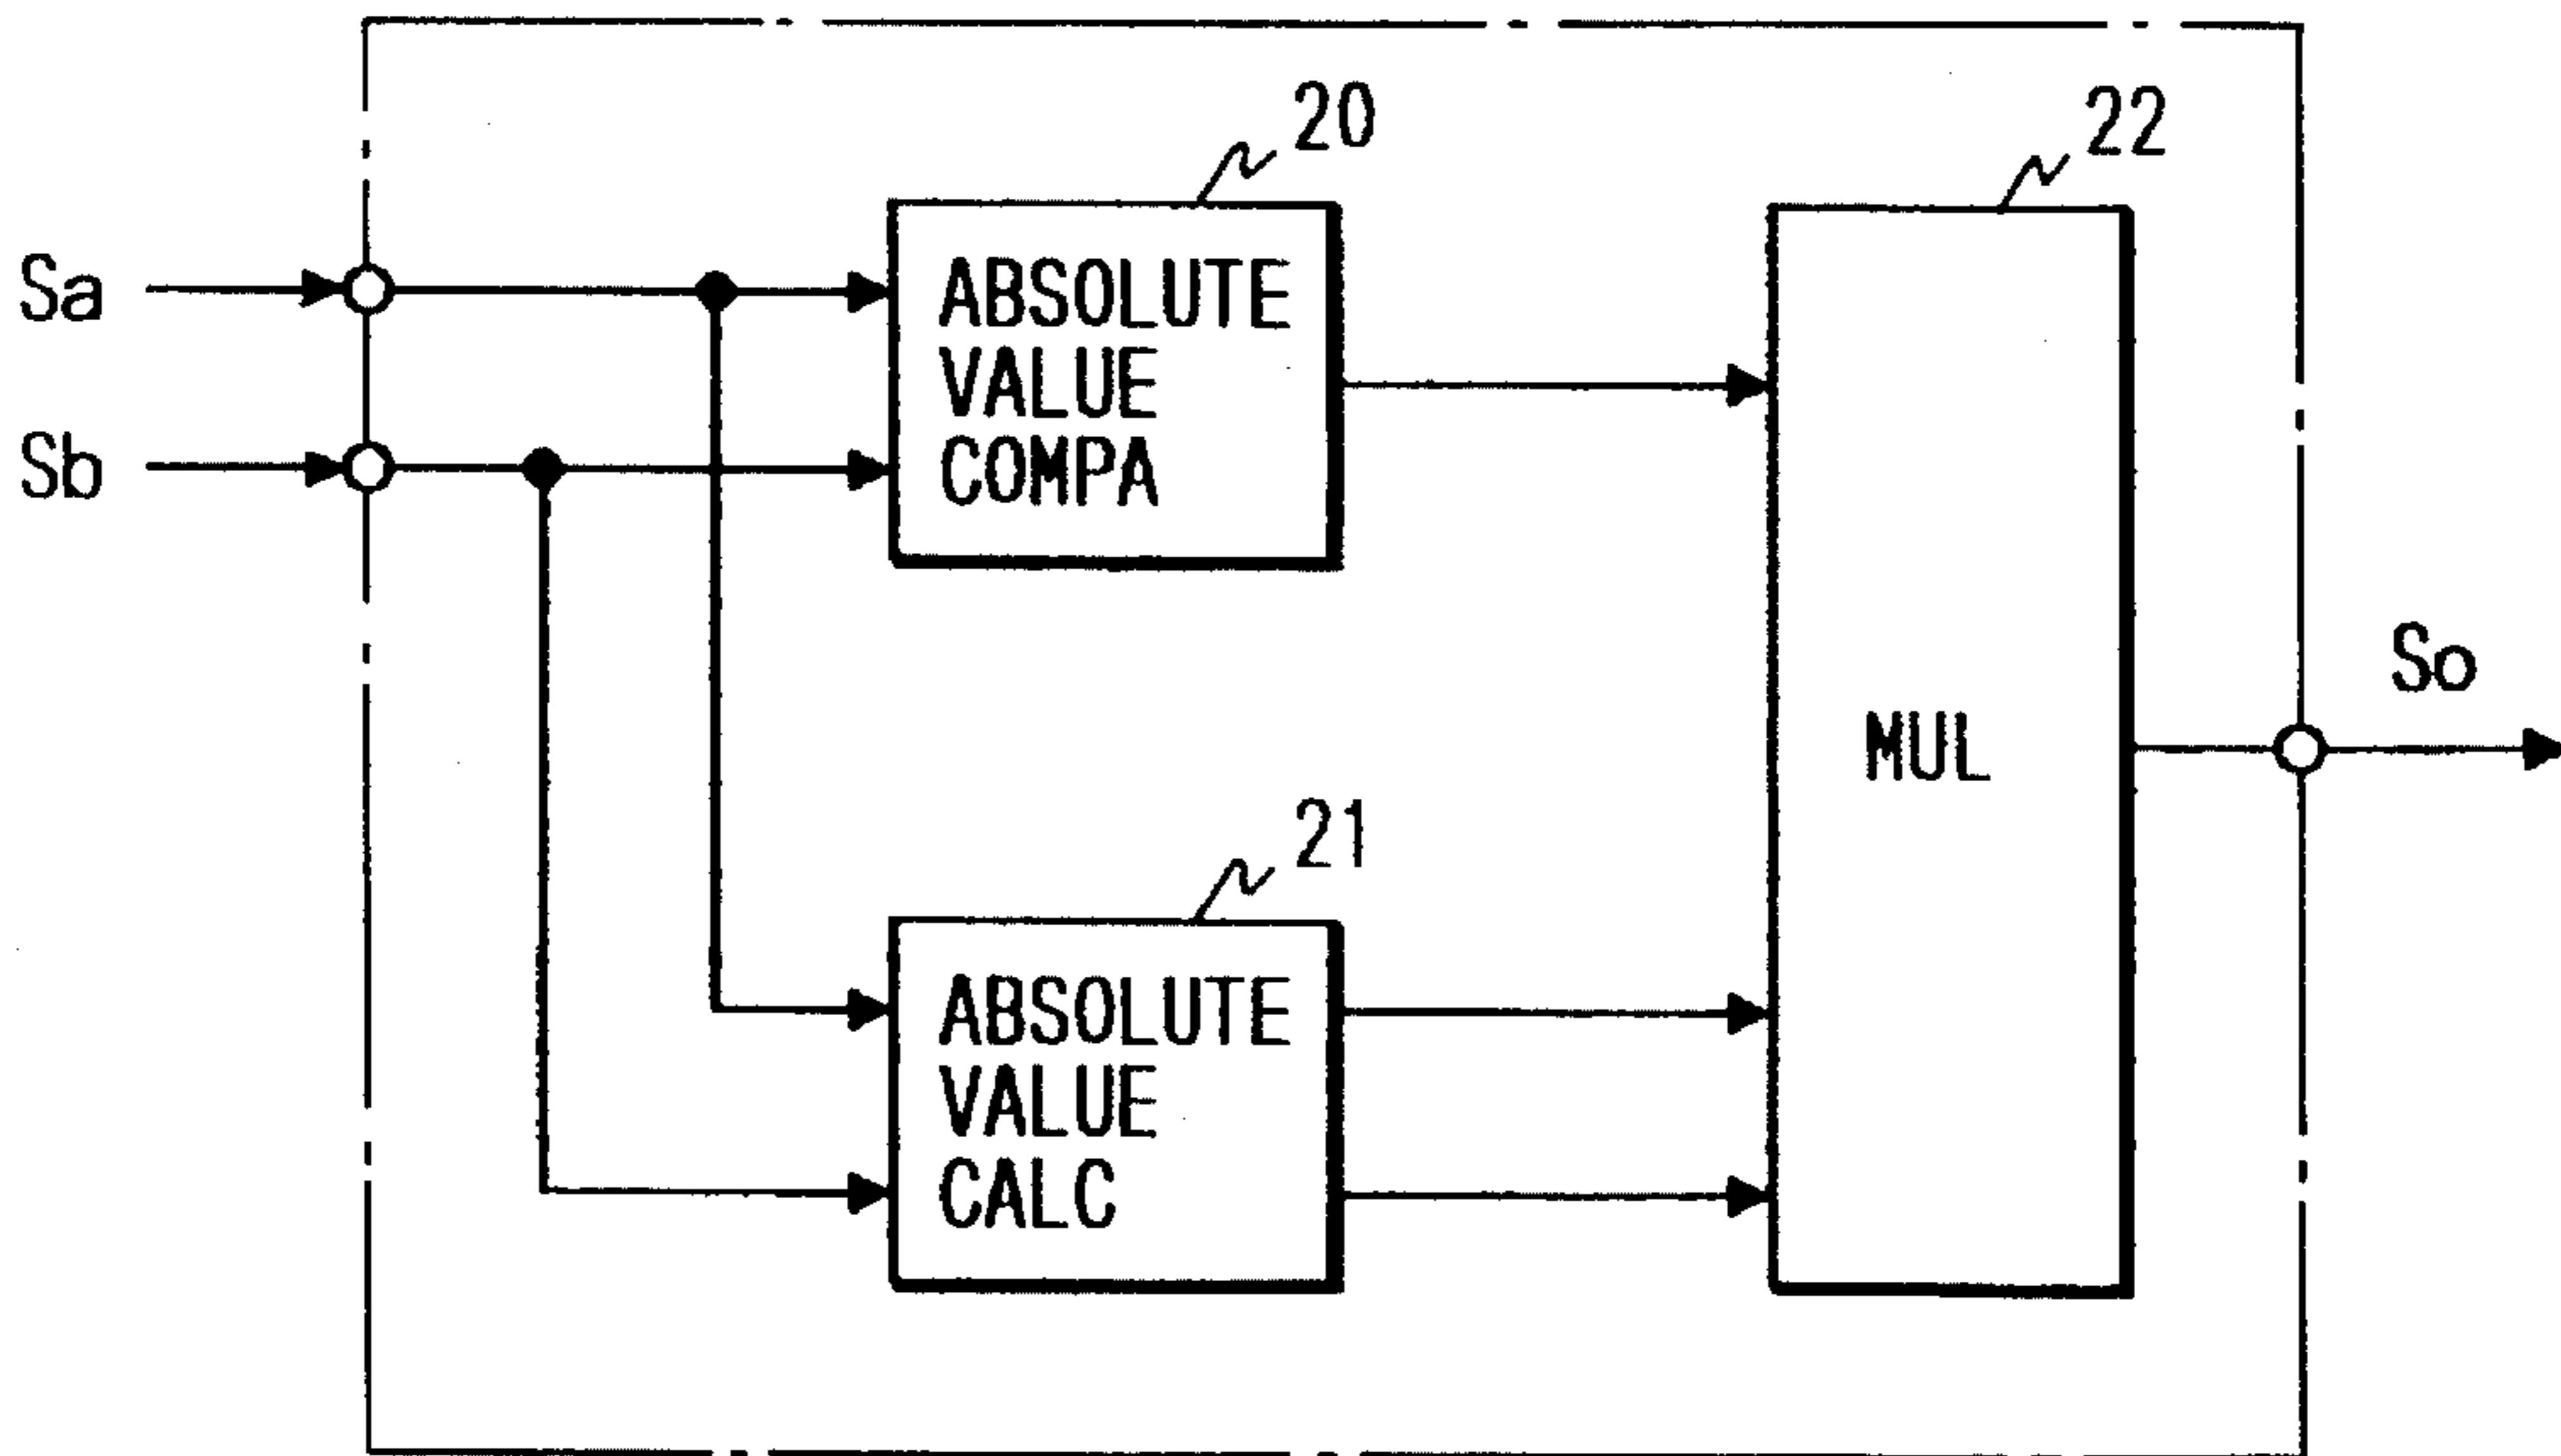 20
22
Sa
ABSOLUTE
VALUE
COMPA
Sb
So
MUL
21
ABSOLUTE
VALUE
CALC